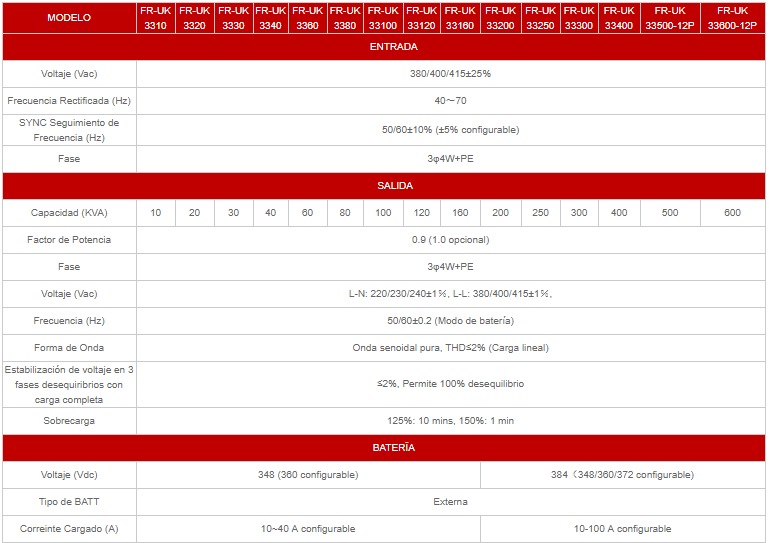 MODELO FR-UK 3310 FR-UK 3320 FR-UK 3330 FR-UK 3340 FR-UK 3360 FR-UK 3380 FR-UK 33100 FR-UK 33120 FR-UK 33160 FR-UK 33200 FR-UK 33250 FR-UK 33300 FR-UK 33400 FR-UK 33500-12P FR-UK 33600-12P
ENTRADA
Voltaje (Vac) 380/400/415±25%
Frecuencia Rectificada (Hz) 40～70
SYNC Seguimiento de
Frecuencia (Hz) 50/60±10% (±5% configurable)
Fase 3φ4W+PE
SALIDA
Capacidad (KVA) 10 20 30 40 60 80 100 120 160 200 250 300 400 500 600
Factor de Potencia 0.9 (1.0 opcional)
Fase 3φ4W+PE
Voltaje (Vac) L-N: 220/230/240±1％, L-L: 380/400/415±1％,
Frecuencia (Hz) 50/60±0.2 (Modo de batería)
Forma de Onda Onda senoidal pura, THD≤2% (Carga lineal)
Estabilización de voltaje en 3
fases desequiribrios con
carga completa ≤2%, Permite 100% desequilibrio
Sobrecarga 125%: 10 mins, 150%: 1 min
BATERĪA
Voltaje (Vdc) 348 (360 configurable) 384（348/360/372 configurable)
Tipo de BATT Externa
Correinte Cargado (A) 10~40 A configurable 10-100 A configurable